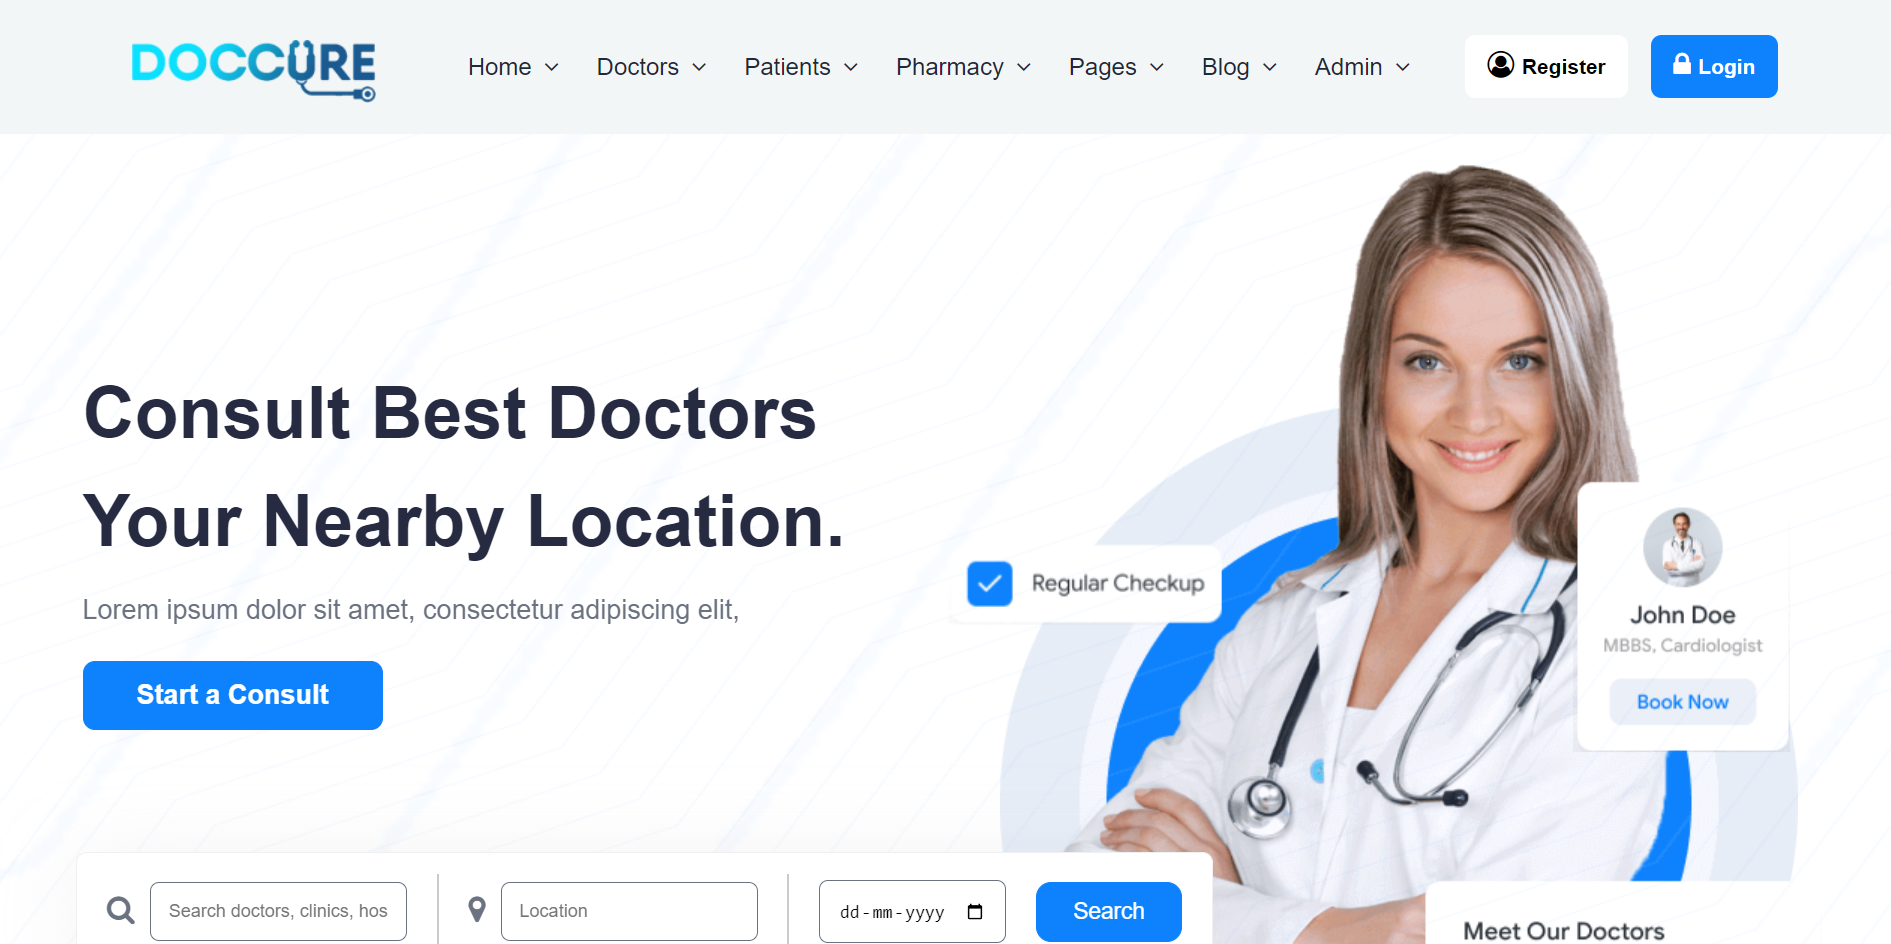 DOCCURE
Home
Doctors
Patients
Pharmacy
Pages
Blog
Admin
Register
Login
Consult Best Doctors
Your Nearby Location.
Lorem ipsum dolor sit amet, consectetur adipiscing elit,
Start a Consult
Regular Checkup
John Doe
MBBS, Cardiologist
Book Now
Search doctors, clinics, hos
Location
dd-mm-yyyy
Search
Meet Our Doctors